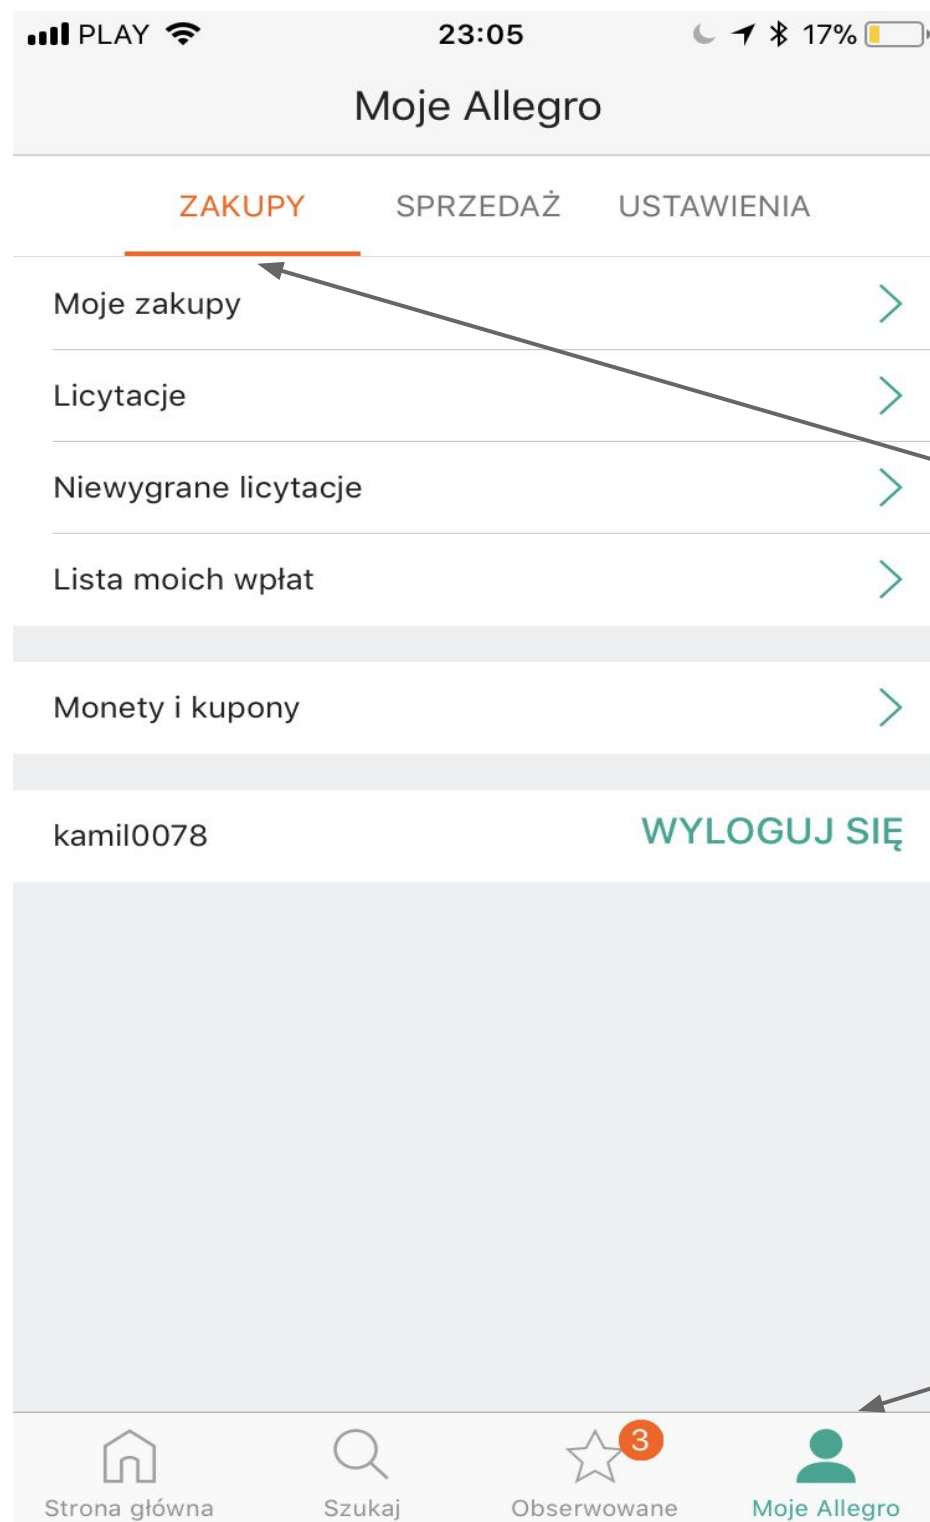 PLAY 23:05 17%
Moje Allegro
ZAKUPY SPRZEDAŻ USTAWIENIA
Moje zakupy
Licytacje
Niewygrane licytacje
Lista moich wpłat
Monety i kupony
kamil0078 WYLOGUJ SIĘ
3
Strona główna Szukaj Obserwowane Moje Allegro